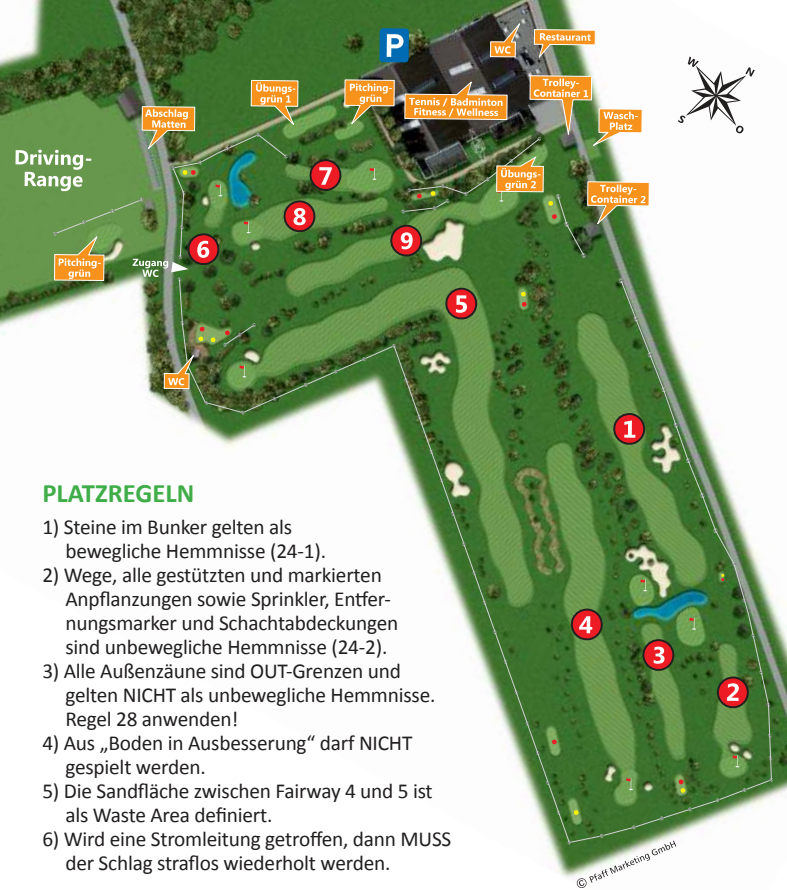 P
WC
Restaurant
Übungs-
grün 1
Pitching-
grün
Tennis / Badminton
Fitness / Wellness
Trolley-
Container 1
Wasch-
Platz
W
N
S
O
Abschlag
Matten
Driving-
Range
7
Übungs-
grün 2
Trolley-
Container 2
8
6
9
Pitching-
grün
Zugang
WC
5
WC
1
4
3
2
PLATZREGELN
1) Steine im Bunker gelten als
bewegliche Hemmnisse (24-1).
2) Wege, alle gestützten und markierten
Anpflanzungen sowie Sprinkler, Entfer-
nungsmarker und Schachtabdeckungen
sind unbewegliche Hemmnisse (24-2).
3) Alle Außenzäune sind OUT-Grenzen und
gelten NICHT als unbewegliche Hemmnisse.
Regel 28 anwenden!
4) Aus „Boden in Ausbesserung“ darf NICHT
gespielt werden.
5) Die Sandfläche zwischen Fairway 4 und 5 ist
als Waste Area definiert.
6) Wird eine Stromleitung getroffen, dann MUSS
der Schlag straflos wiederholt werden.
© Pfaff Marketing GmbH